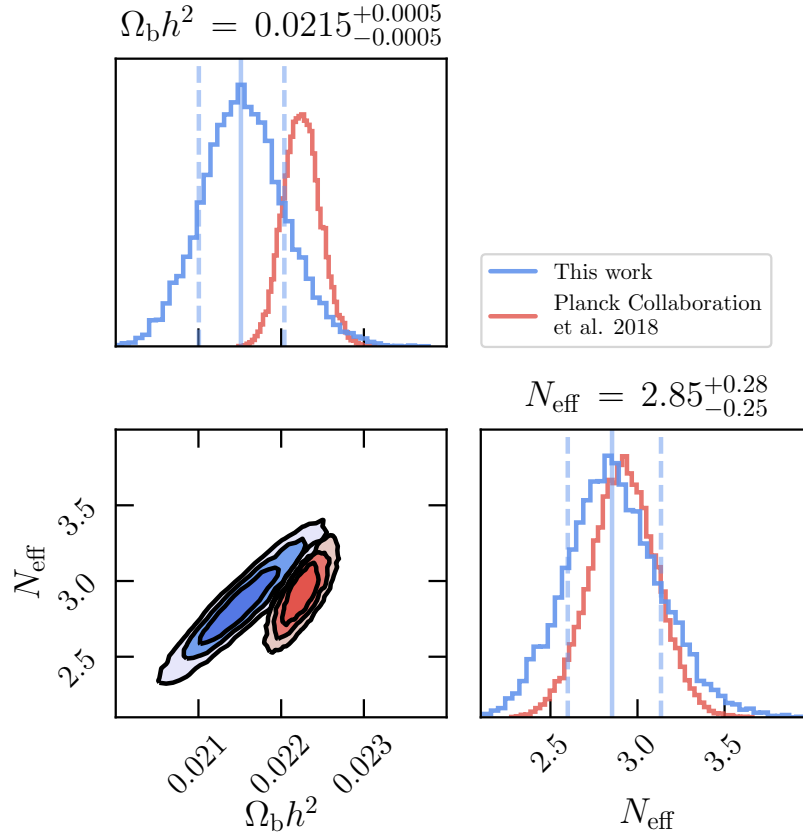 Ω_b h² = 0.0215^{+0.0005}_{-0.0005}
This work
Planck Collaboration
et al. 2018
N_eff = 2.85^{+0.28}_{-0.25}
3.5
3.0
2.5
N_eff
0.021
0.022
0.023
Ω_b h²
2.5
3.0
3.5
N_eff